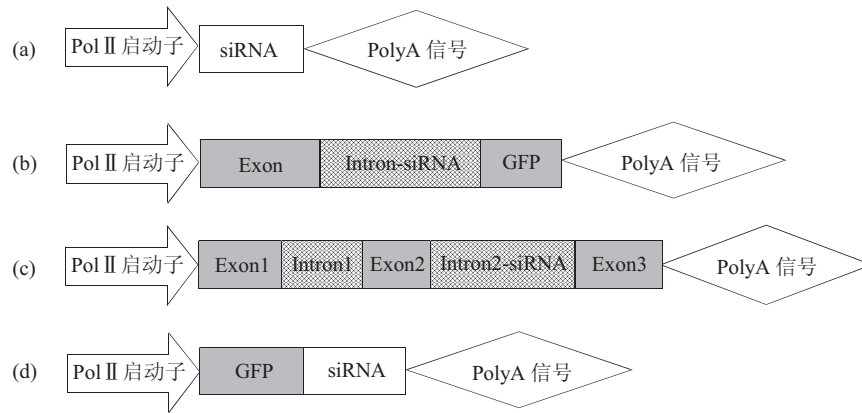 (a) Pol Ⅱ 启动子 siRNA PolyA 信号
(b) Pol Ⅱ 启动子 Exon Intron-siRNA GFP PolyA 信号
(c) Pol Ⅱ 启动子 Exon1 Intron1 Exon2 Intron2-siRNA Exon3 PolyA 信号
(d) Pol Ⅱ 启动子 GFP siRNA PolyA 信号